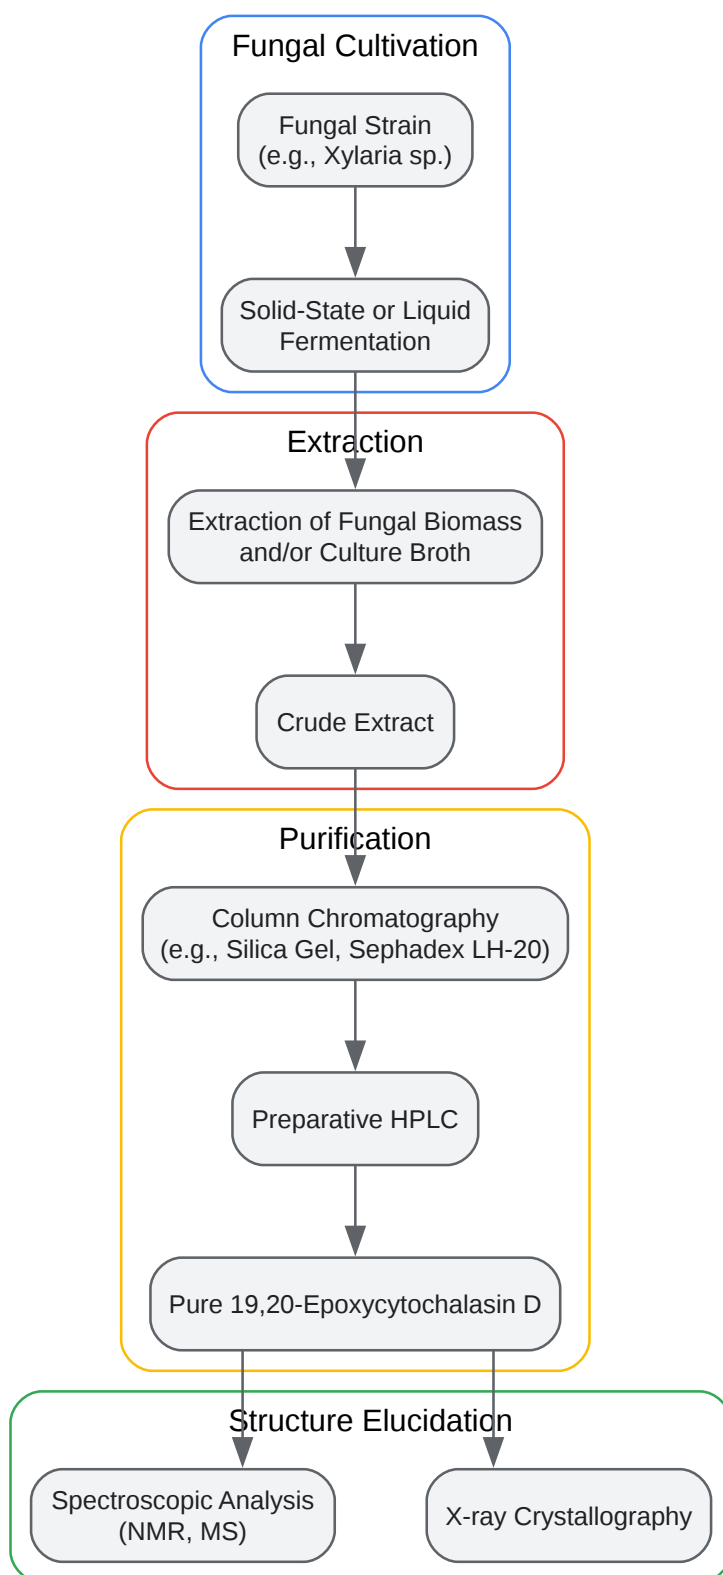 Fungal Cultivation
Fungal Strain
(e.g., Xylaria sp.)
Solid-State or Liquid
Fermentation
Extraction
Extraction of Fungal Biomass
and/or Culture Broth
Crude Extract
Purification
Column Chromatography
(e.g., Silica Gel, Sephadex LH-20)
Preparative HPLC
Pure 19,20-Epoxycytochalasin D
Structure Elucidation
Spectroscopic Analysis
(NMR, MS)
X-ray Crystallography